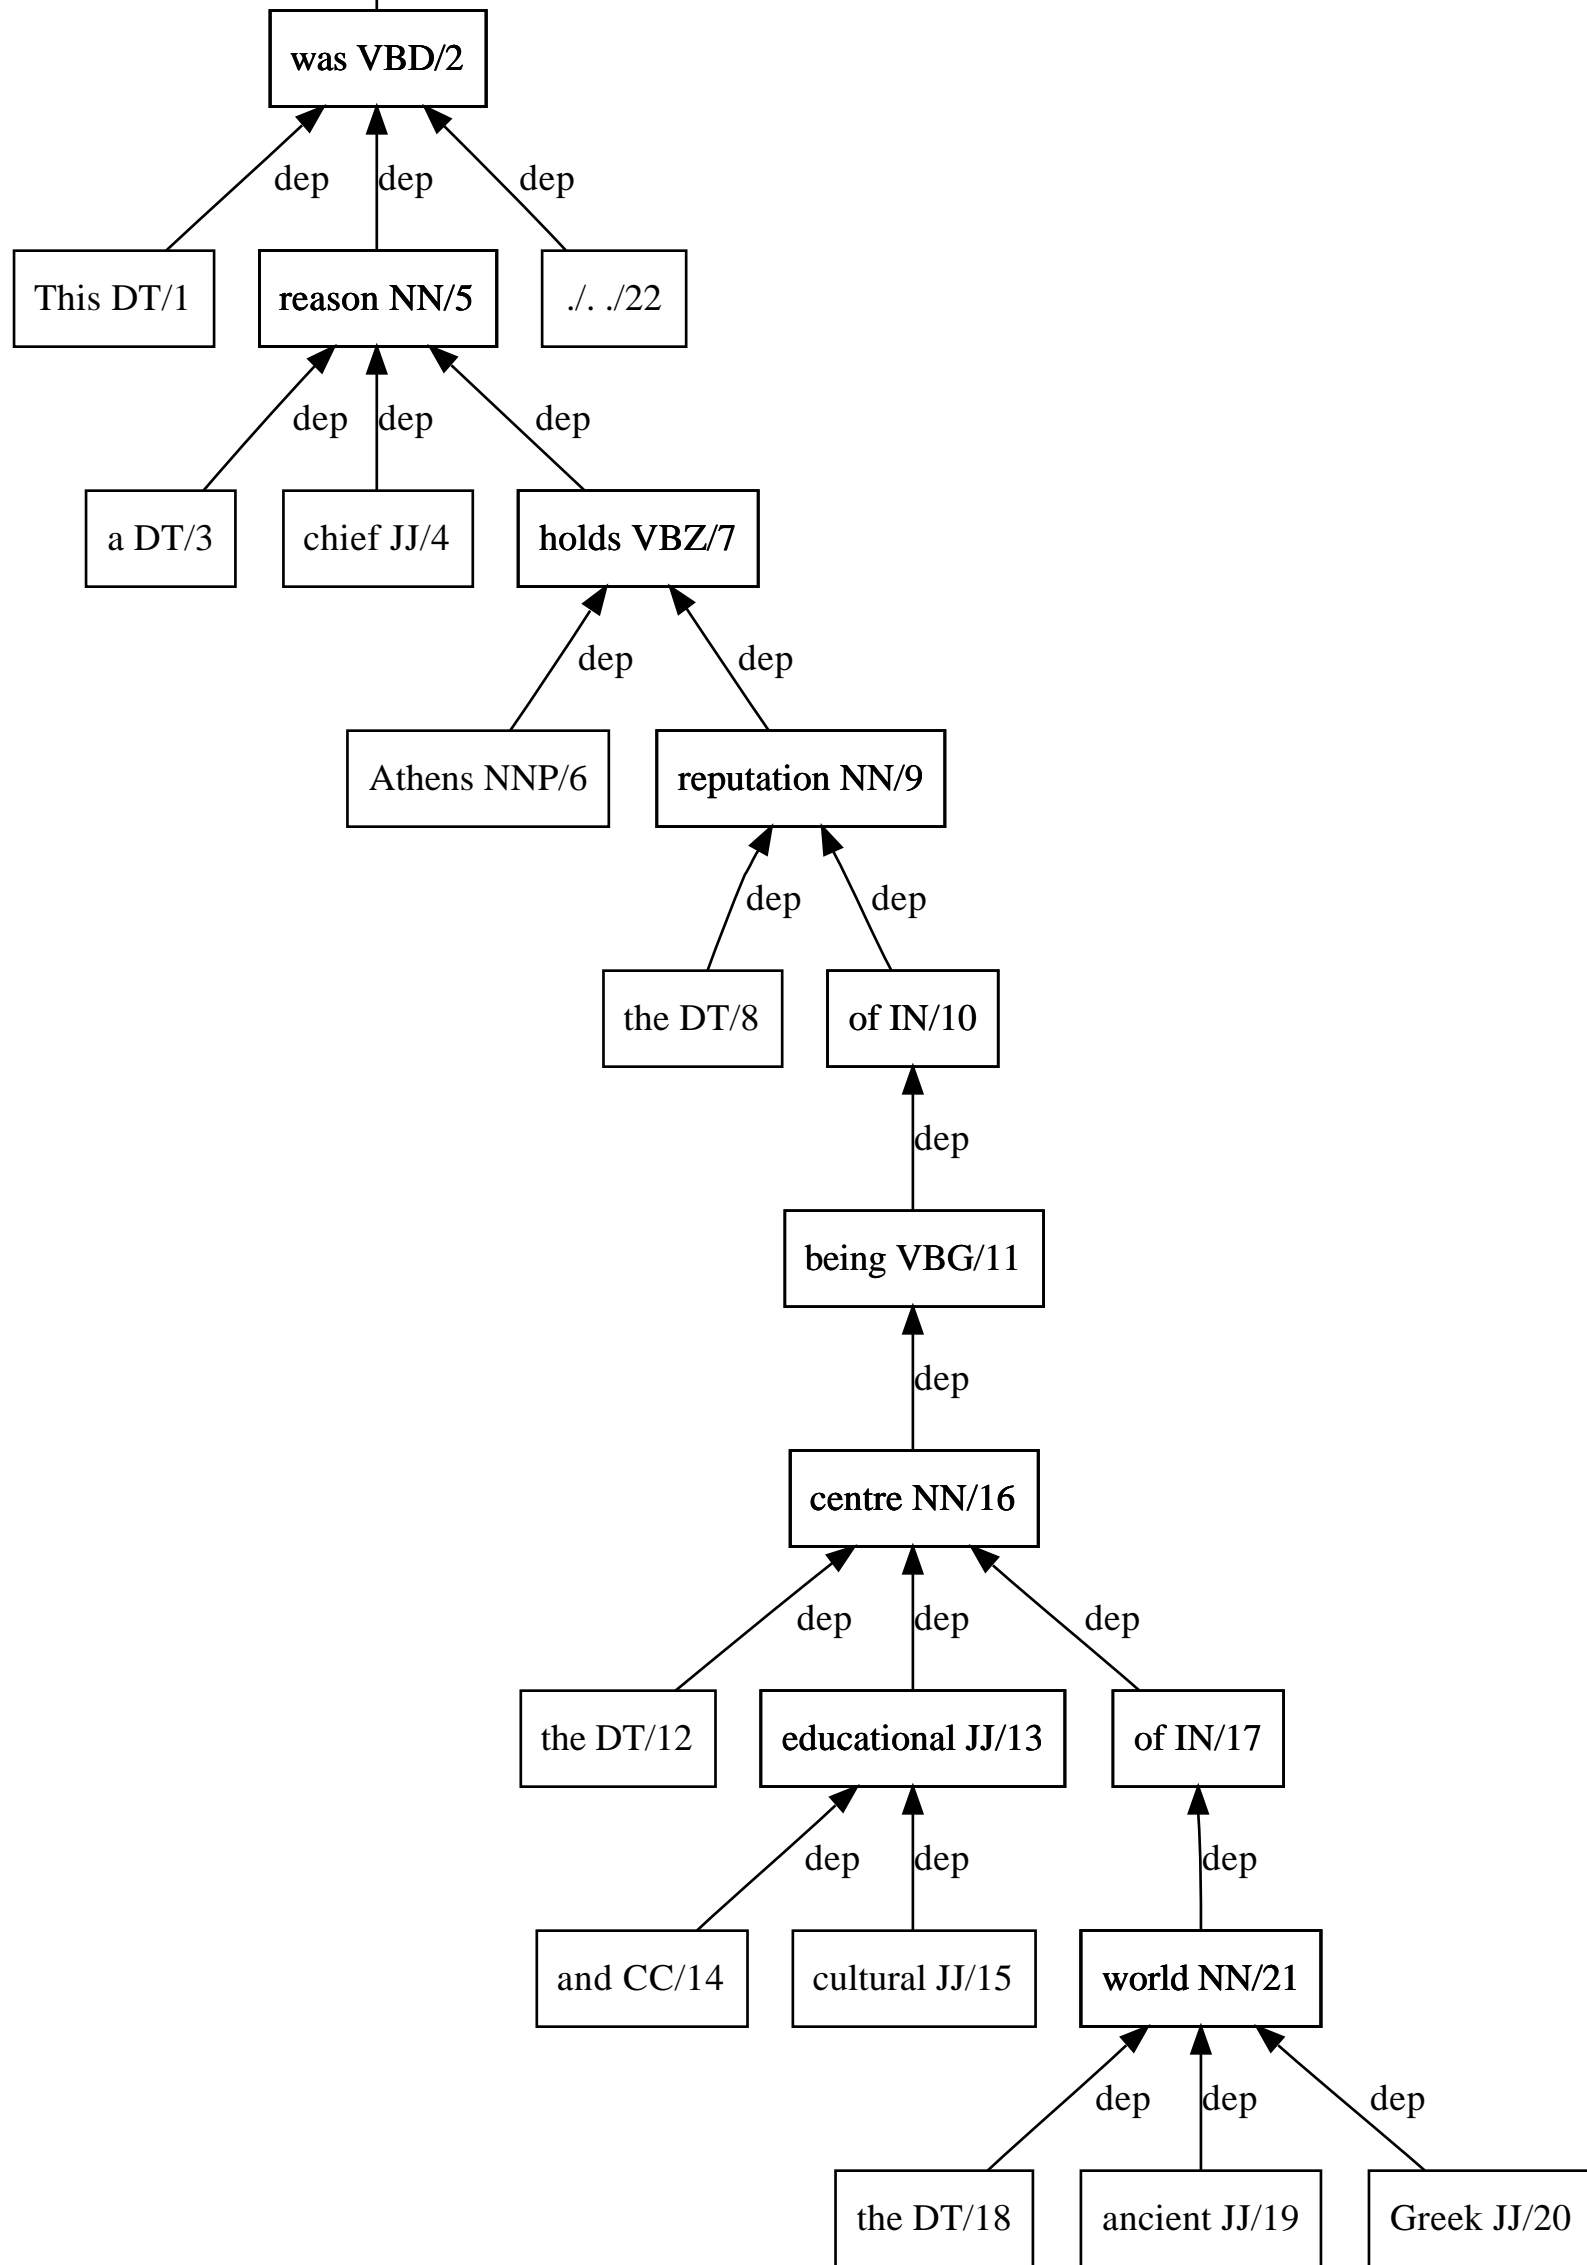 was VBD/2
dep dep dep
This DT/1 reason NN/5 ./. ./22
dep dep dep
a DT/3 chief JJ/4 holds VBZ/7
dep dep
Athens NNP/6 reputation NN/9
dep dep
the DT/8 of IN/10
dep
being VBG/11
dep
centre NN/16
dep dep dep
the DT/12 educational JJ/13 of IN/17
dep dep dep
and CC/14 cultural JJ/15 world NN/21
dep dep dep
the DT/18 ancient JJ/19 Greek JJ/20